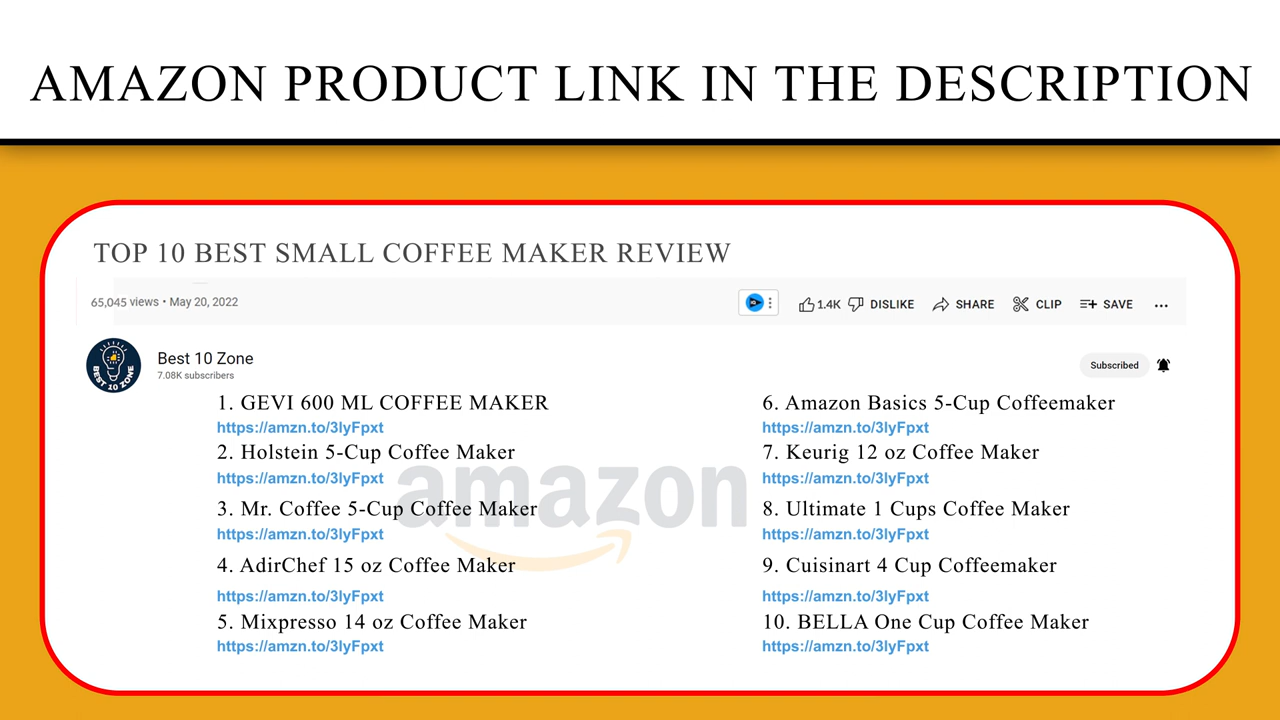 AMAZON PRODUCT LINK IN THE DESCRIPTION
TOP 10 BEST SMALL COFFEE MAKER REVIEW
65,045 views • May 20, 2022
1.4K DISLIKE SHARE CLIP SAVE ...
BEST 10 ZONE
Best 10 Zone
7.08K subscribers
Subscribed
1. GEVI 600 ML COFFEE MAKER
https://amzn.to/3lyFpxt
2. Holstein 5-Cup Coffee Maker
https://amzn.to/3lyFpxt
3. Mr. Coffee 5-Cup Coffee Maker
https://amzn.to/3lyFpxt
4. AdirChef 15 oz Coffee Maker
https://amzn.to/3lyFpxt
5. Mixpresso 14 oz Coffee Maker
https://amzn.to/3lyFpxt
amazon
6. Amazon Basics 5-Cup Coffeemaker
https://amzn.to/3lyFpxt
7. Keurig 12 oz Coffee Maker
https://amzn.to/3lyFpxt
8. Ultimate 1 Cups Coffee Maker
https://amzn.to/3lyFpxt
9. Cuisinart 4 Cup Coffeemaker
https://amzn.to/3lyFpxt
10. BELLA One Cup Coffee Maker
https://amzn.to/3lyFpxt